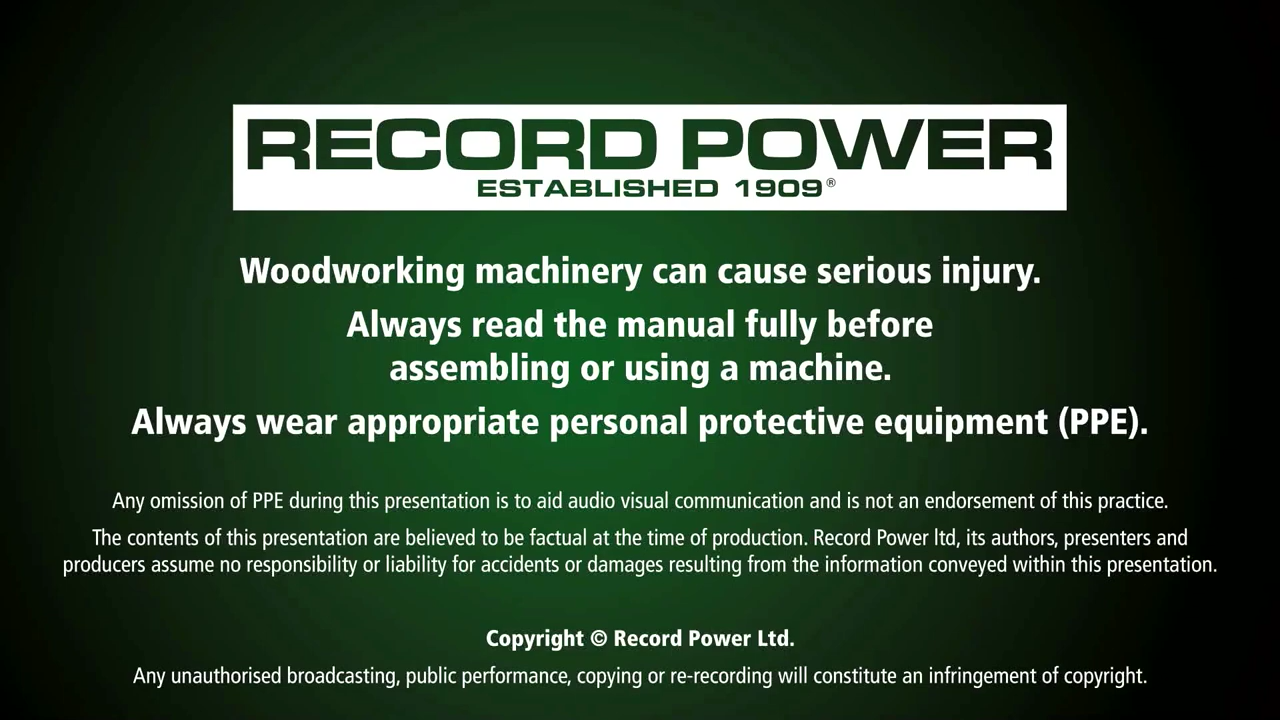 RECORD POWER
ESTABLISHED 1909®
Woodworking machinery can cause serious injury.
Always read the manual fully before
assembling or using a machine.
Always wear appropriate personal protective equipment (PPE).
Any omission of PPE during this presentation is to aid audio visual communication and is not an endorsement of this practice.
The contents of this presentation are believed to be factual at the time of production. Record Power ltd, its authors, presenters and
producers assume no responsibility or liability for accidents or damages resulting from the information conveyed within this presentation.
Copyright © Record Power Ltd.
Any unauthorised broadcasting, public performance, copying or re-recording will constitute an infringement of copyright.